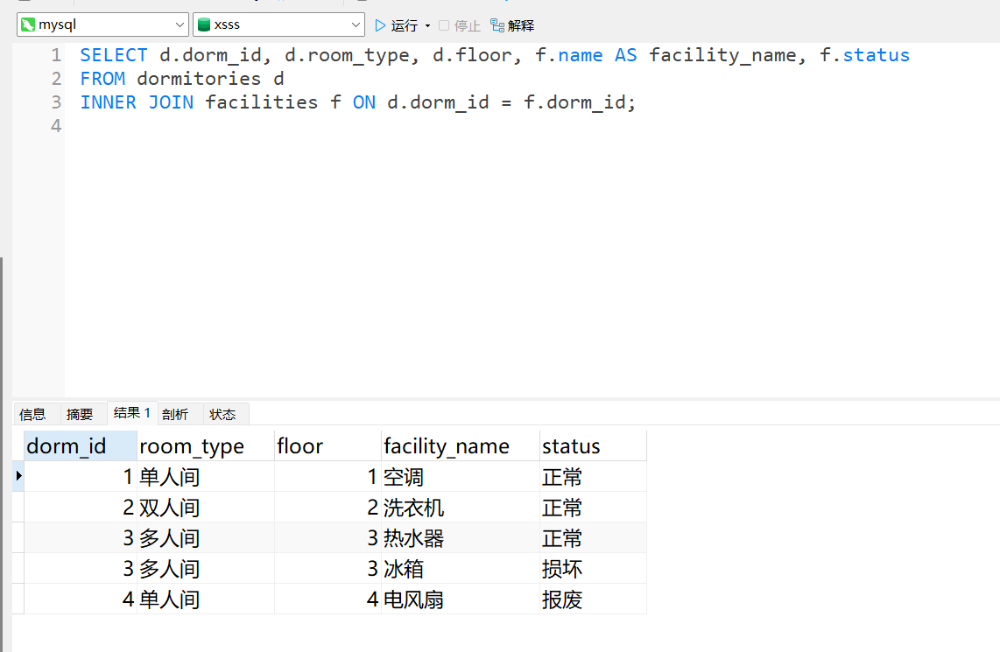 mysql xsss 运行 停止 解释
1 SELECT d.dorm_id, d.room_type, d.floor, f.name AS facility_name, f.status
2 FROM dormitories d
3 INNER JOIN facilities f ON d.dorm_id = f.dorm_id;
4
信息 摘要 结果 1 剖析 状态
dorm_id room_type floor facility_name status
1 单人间 1 空调 正常
2 双人间 2 洗衣机 正常
3 多人间 3 热水器 正常
3 多人间 3 冰箱 损坏
4 单人间 4 电风扇 报废